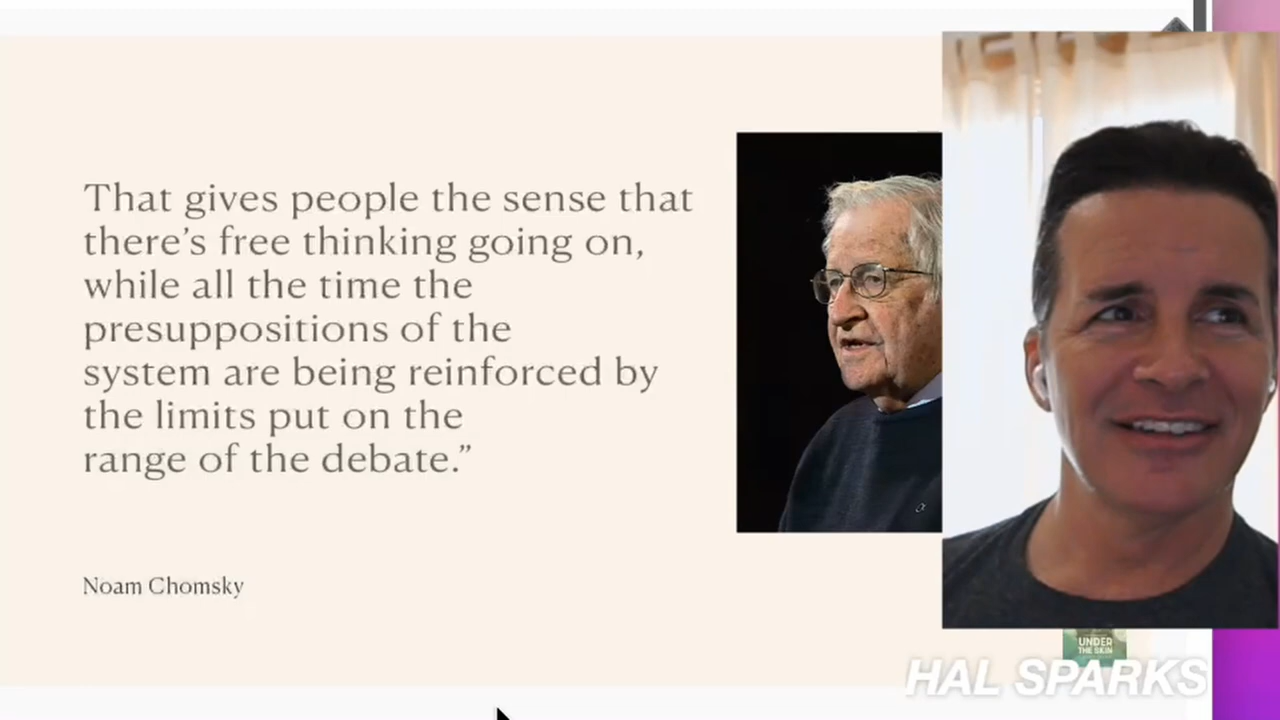 That gives people the sense that
there's free thinking going on,
while all the time the
presuppositions of the
system are being reinforced by
the limits put on the
range of the debate.”
Noam Chomsky
UNDER
THE SKIN
HAL SPARKS